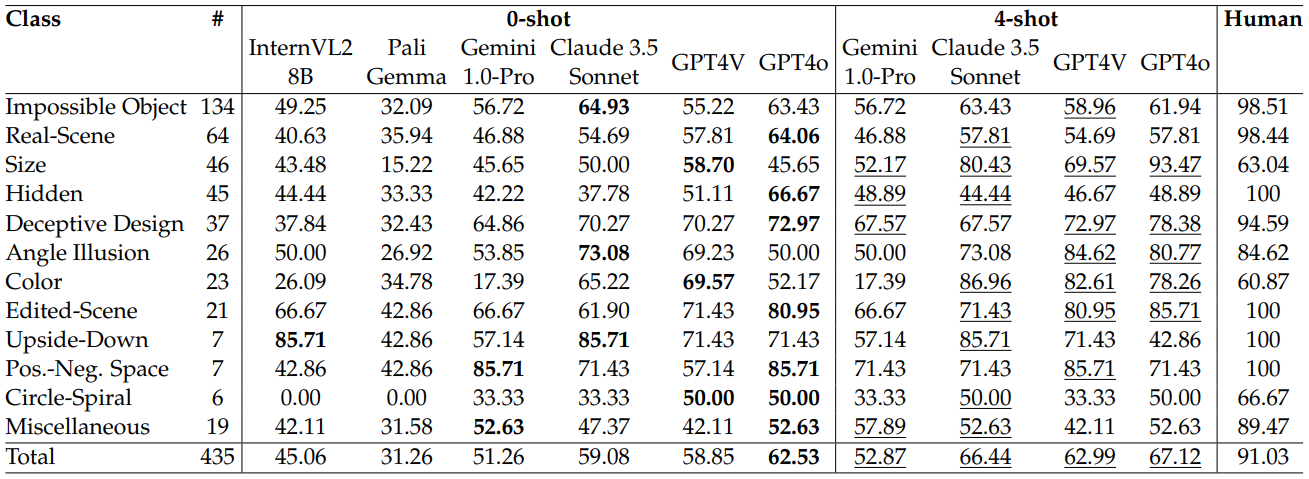 Class # 0-shot 4-shot Human
InternVL2 8B Pali Gemma Gemini 1.0-Pro Claude 3.5 Sonnet GPT4V GPT4o Gemini 1.0-Pro Claude 3.5 Sonnet GPT4V GPT4o
Impossible Object 134 49.25 32.09 56.72 64.93 55.22 63.43 56.72 63.43 58.96 61.94 98.51
Real-Scene 64 40.63 35.94 46.88 54.69 57.81 64.06 46.88 57.81 54.69 57.81 98.44
Size 46 43.48 15.22 45.65 50.00 58.70 45.65 52.17 80.43 69.57 93.47 63.04
Hidden 45 44.44 33.33 42.22 37.78 51.11 66.67 48.89 44.44 46.67 48.89 100
Deceptive Design 37 37.84 32.43 64.86 70.27 70.27 72.97 67.57 67.57 72.97 78.38 94.59
Angle Illusion 26 50.00 26.92 53.85 73.08 69.23 50.00 50.00 73.08 84.62 80.77 84.62
Color 23 26.09 34.78 17.39 65.22 69.57 52.17 17.39 86.96 82.61 78.26 60.87
Edited-Scene 21 66.67 42.86 66.67 61.90 71.43 80.95 66.67 71.43 80.95 85.71 100
Upside-Down 7 85.71 42.86 57.14 85.71 71.43 71.43 57.14 85.71 71.43 42.86 100
Pos.-Neg. Space 7 42.86 42.86 85.71 71.43 57.14 85.71 71.43 71.43 85.71 71.43 100
Circle-Spiral 6 0.00 0.00 33.33 33.33 50.00 50.00 33.33 50.00 33.33 50.00 66.67
Miscellaneous 19 42.11 31.58 52.63 47.37 42.11 52.63 57.89 52.63 42.11 52.63 89.47
Total 435 45.06 31.26 51.26 59.08 58.85 62.53 52.87 66.44 62.99 67.12 91.03